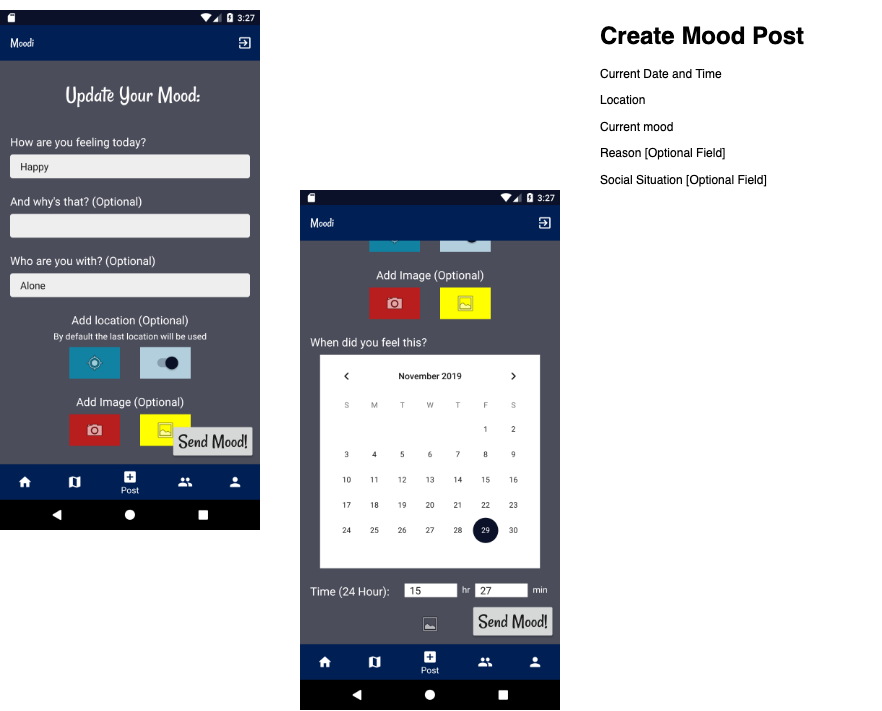 3:27
Moodi
Update Your Mood:
How are you feeling today?
Happy
And why's that? (Optional)
Who are you with? (Optional)
Alone
Add location (Optional)
By default the last location will be used
Add Image (Optional)
Send Mood!
Post
3:27
Moodi
Add Image (Optional)
When did you feel this?
November 2019
S M T W T F S
1 2
3 4 5 6 7 8 9
10 11 12 13 14 15 16
17 18 19 20 21 22 23
24 25 26 27 28 29 30
Time (24 Hour): 15 hr 27 min
Send Mood!
Post
Create Mood Post
Current Date and Time
Location
Current mood
Reason [Optional Field]
Social Situation [Optional Field]